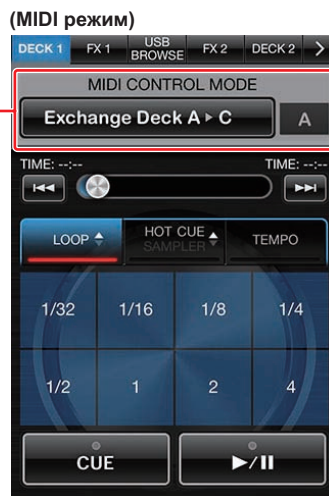 (MIDI режим)
DECK 1 FX 1 USB BROWSE FX 2 DECK 2
MIDI CONTROL MODE
Exchange Deck A ▸ C A
TIME: --:-- TIME: --:--
LOOP HOT CUE SAMPLER TEMPO
1/32 1/16 1/8 1/4
1/2 1 2 4
CUE ►/II